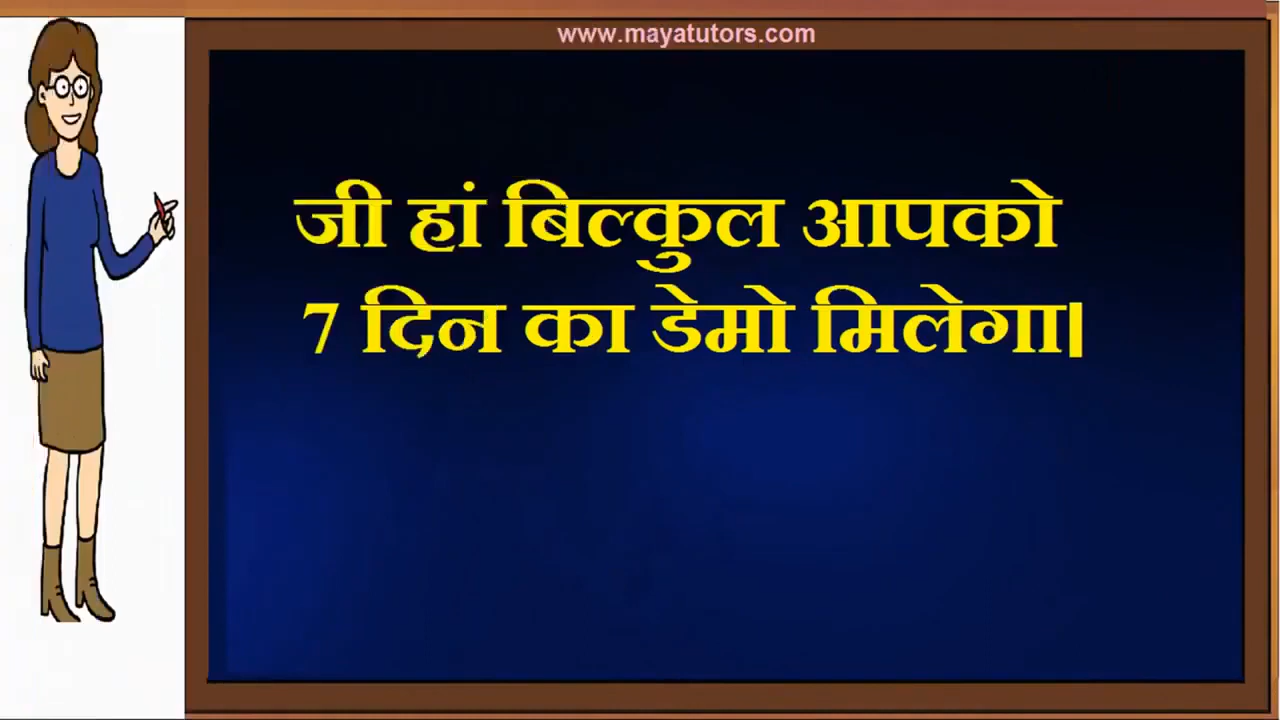 www.mayatutors.com
जी हां बिल्कुल आपको
7 दिन का डेमो मिलेगा।